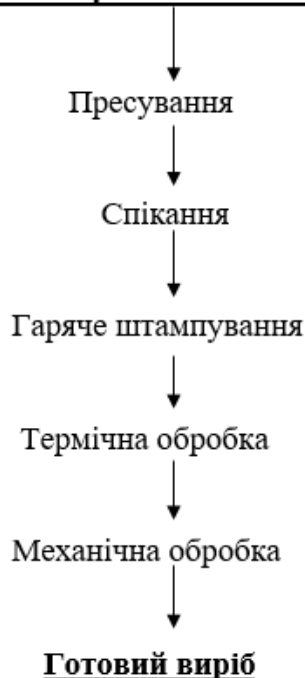 Пресування
Спікання
Гаряче штампування
Термічна обробка
Механічна обробка
Готовий виріб